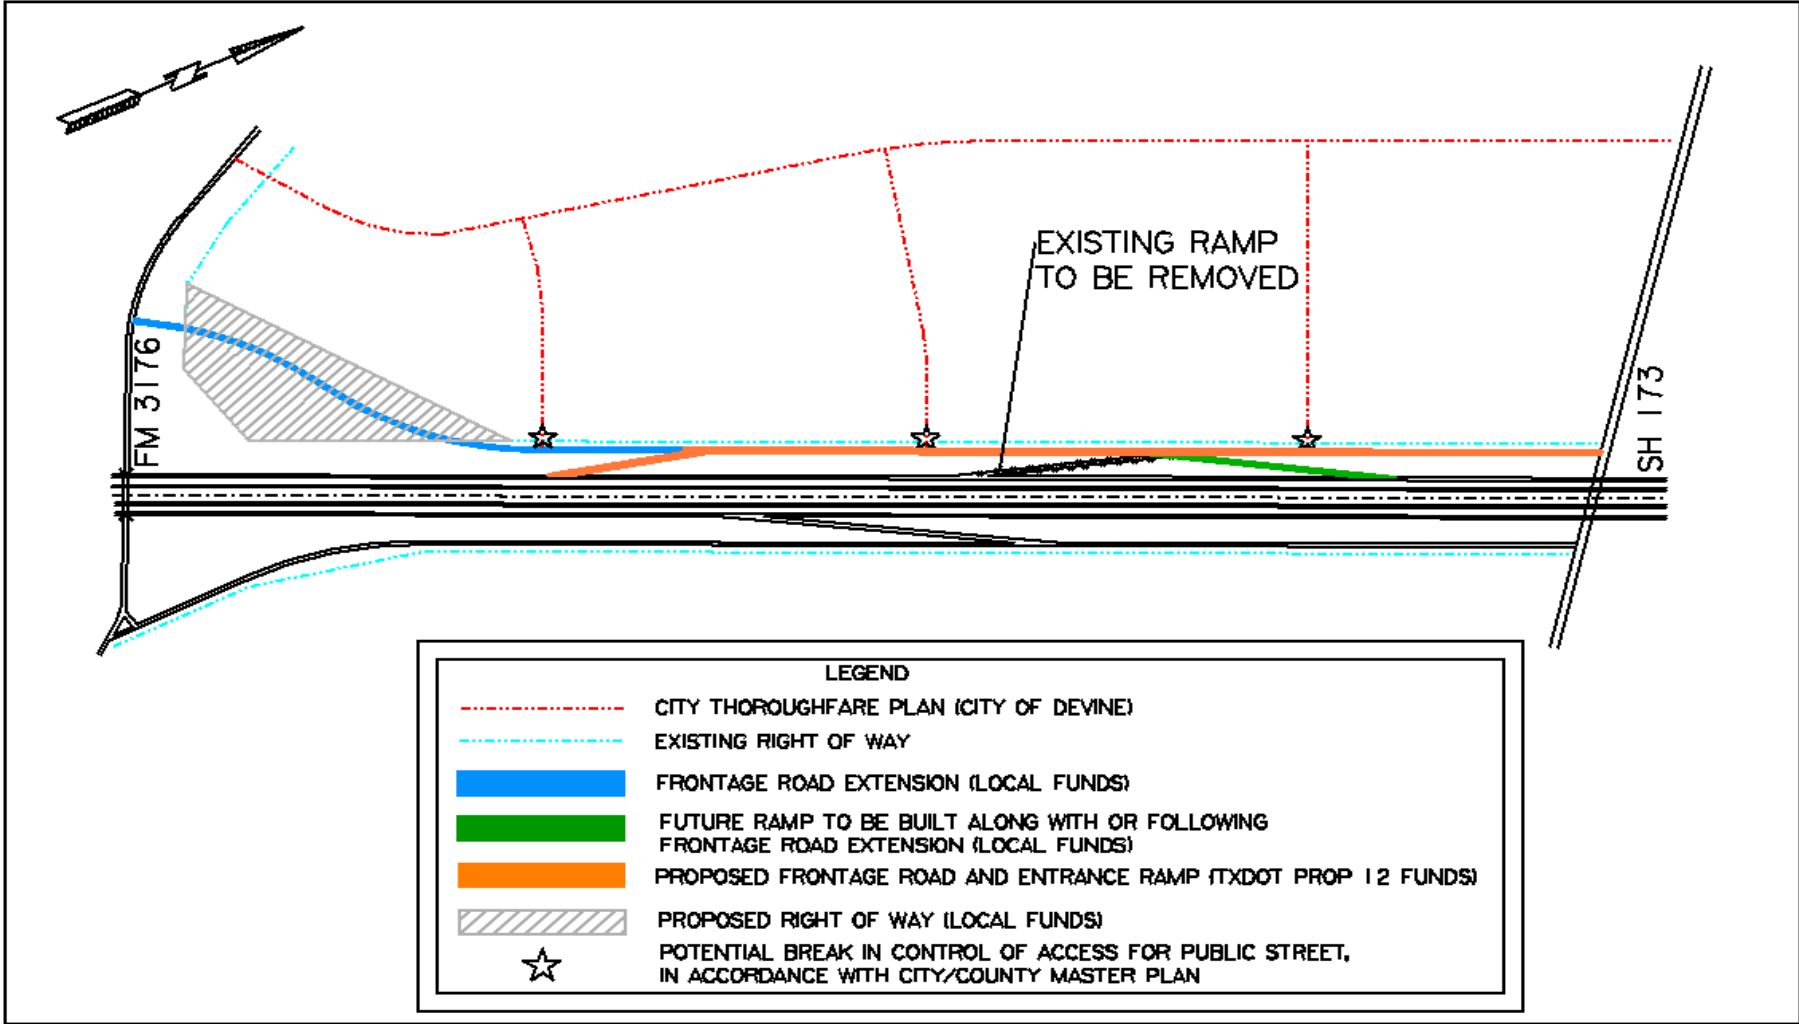 EXISTING RAMP
TO BE REMOVED
FM 3176
SH 173
LEGEND
CITY THOROUGHFARE PLAN (CITY OF DEVINE)
EXISTING RIGHT OF WAY
FRONTAGE ROAD EXTENSION (LOCAL FUNDS)
FUTURE RAMP TO BE BUILT ALONG WITH OR FOLLOWING
FRONTAGE ROAD EXTENSION (LOCAL FUNDS)
PROPOSED FRONTAGE ROAD AND ENTRANCE RAMP (TXDOT PROP 12 FUNDS)
PROPOSED RIGHT OF WAY (LOCAL FUNDS)
POTENTIAL BREAK IN CONTROL OF ACCESS FOR PUBLIC STREET,
IN ACCORDANCE WITH CITY/COUNTY MASTER PLAN